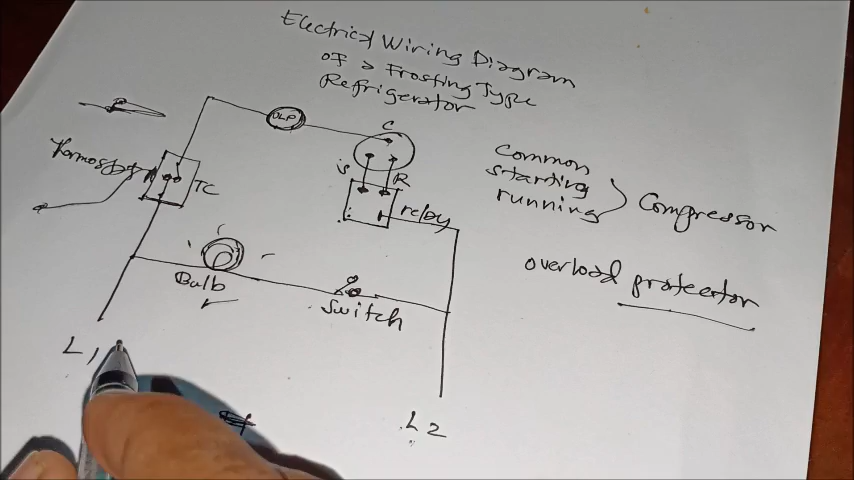 Electrical Wiring Diagram
of a Frosting Type
Refrigerator
OLP
C
S
R
Thermostat
TC
relay
Common
starting
running
Compressor
overload protector
Bulb
Switch
L1
L2